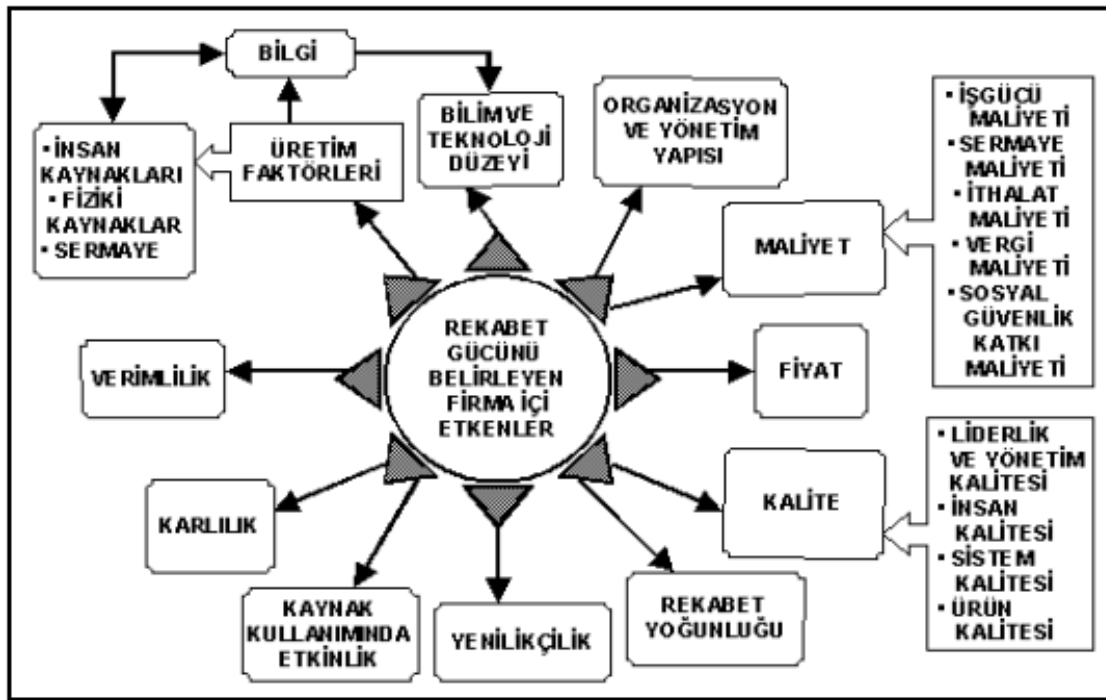 BİLGİ
• İNSAN
KAYNAKLARI
• FİZİKİ
KAYNAKLAR
• SERMAYE
ÜRETİM
FAKTÖRLERİ
BİLİM VE
TEKNOLOJİ
DÜZEYİ
ORGANİZASYON
VE YÖNETİM
YAPISI
MALİYET
• İŞGÜCÜ
MALİYETİ
• SERMAYE
MALİYETİ
• İTHALAT
MALİYETİ
• VERGİ
MALİYETİ
• SOSYAL
GÜVENLİK
KATKI
MALİYETİ
REKABET
GÜCÜNÜ
BELİRLEYEN
FİRMA İÇİ
ETKENLER
VERİMLİLİK
FİYAT
KARLILIK
KALİTE
• LİDERLİK
VE YÖNETİM
KALİTESİ
• İNSAN
KALİTESİ
• SİSTEM
KALİTESİ
• ÜRÜN
KALİTESİ
KAYNAK
KULLANIMINDA
ETKİNLİK
YENİLİKÇİLİK
REKABET
YOĞUNLUĞU